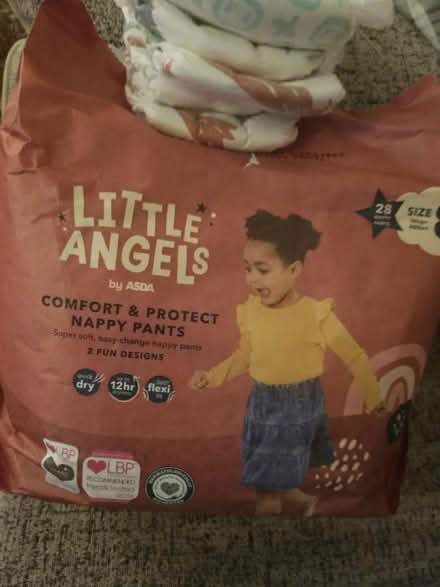 28
SIZE
LITTLE
ANGELS
by ASDA
COMFORT & PROTECT
NAPPY PANTS
Super soft, easy-change nappy pants
2 FUN DESIGNS
dry
12hr
flexi
fit
LBP
LBP
RECOMMENDED